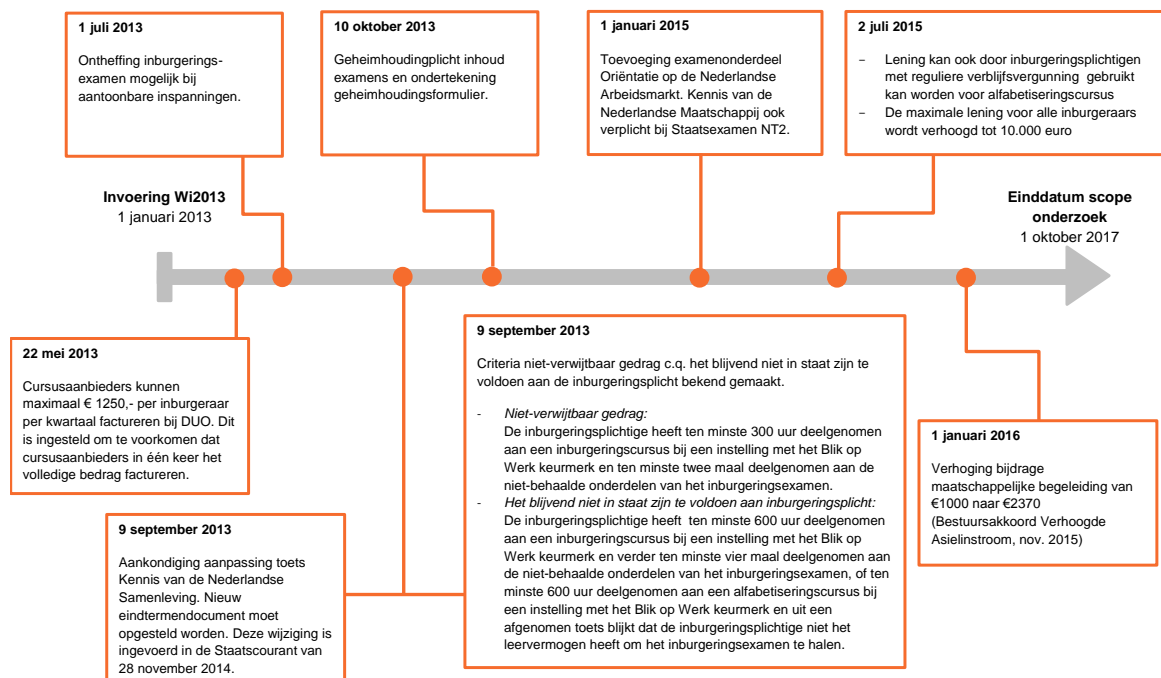 1 juli 2013
Ontheffing inburgerings-
examen mogelijk bij
aantoonbare inspanningen.
10 oktober 2013
Geheimhoudingplicht inhoud
examens en ondertekening
geheimhoudingsformulier.
1 januari 2015
Toevoeging examenonderdeel
Oriëntatie op de Nederlandse
Arbeidsmarkt. Kennis van de
Nederlandse Maatschappij ook
verplicht bij Staatsexamen NT2.
2 juli 2015
- Lening kan ook door inburgeringsplichtigen
met reguliere verblijfsvergunning gebruikt
kan worden voor alfabetiseringscursus
- De maximale lening voor alle inburgeraars
wordt verhoogd tot 10.000 euro
Invoering Wi2013
1 januari 2013
Einddatum scope
onderzoek
1 oktober 2017
22 mei 2013
Cursusaanbieders kunnen
maximaal € 1250,- per inburgeraar
per kwartaal factureren bij DUO. Dit
is ingesteld om te voorkomen dat
cursusaanbieders in één keer het
volledige bedrag factureren.
9 september 2013
Aankondiging aanpassing toets
Kennis van de Nederlandse
Samenleving. Nieuw
eindtermendocument moet
opgesteld worden. Deze wijziging is
ingevoerd in de Staatscourant van
28 november 2014.
9 september 2013
Criteria niet-verwijtbaar gedrag c.q. het blijvend niet in staat zijn te
voldoen aan de inburgeringsplicht bekend gemaakt.
- Niet-verwijtbaar gedrag:
De inburgeringsplichtige heeft ten minste 300 uur deelgenomen
aan een inburgeringscursus bij een instelling met het Blik op
Werk keurmerk en ten minste twee maal deelgenomen aan de
niet-behaalde onderdelen van het inburgeringsexamen.
- Het blijvend niet in staat zijn te voldoen aan inburgeringsplicht:
De inburgeringsplichtige heeft ten minste 600 uur deelgenomen
aan een inburgeringscursus bij een instelling met het Blik op
Werk keurmerk en verder ten minste vier maal deelgenomen aan
de niet-behaalde onderdelen van het inburgeringsexamen, of ten
minste 600 uur deelgenomen aan een alfabetiseringscursus bij
een instelling met het Blik op Werk keurmerk en uit een
afgenomen toets blijkt dat de inburgeringsplichtige niet het
leervermogen heeft om het inburgeringsexamen te halen.
1 januari 2016
Verhoging bijdrage
maatschappelijke begeleiding van
€1000 naar €2370
(Bestuursakkoord Verhoogde
Asielinstroom, nov. 2015)